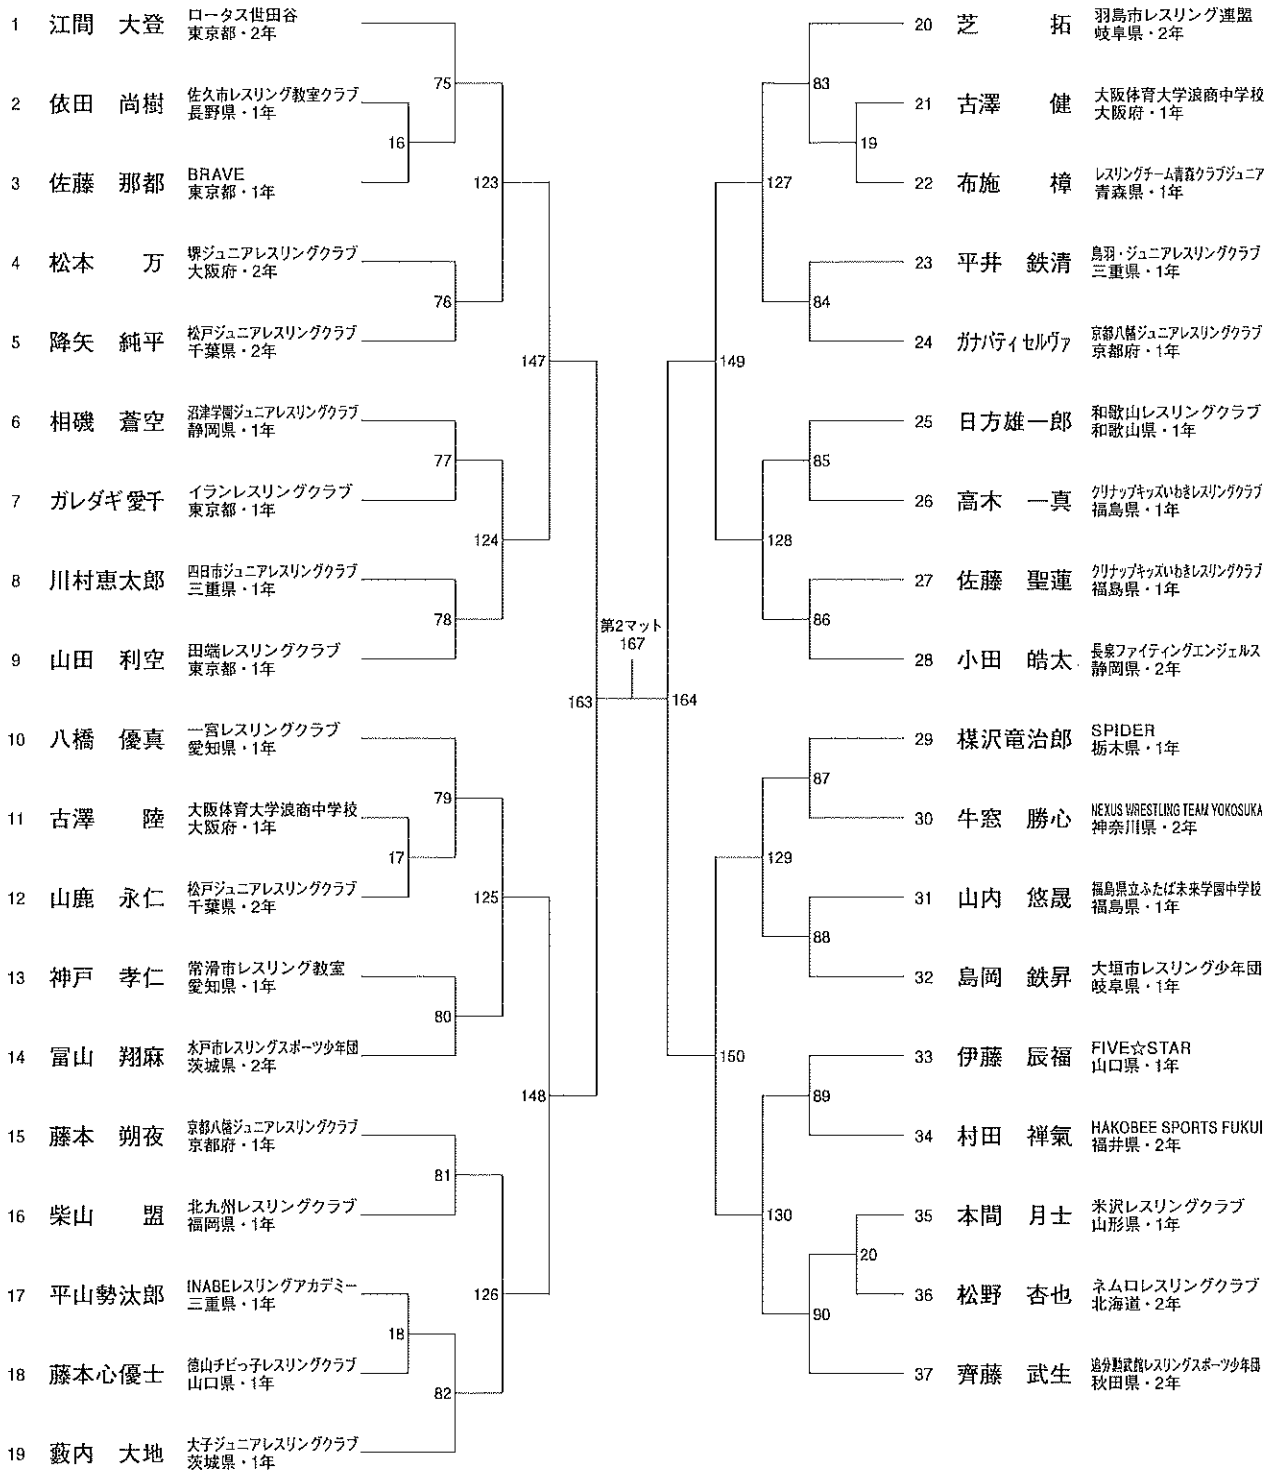 1 江間 大登 ロータス世田谷
東京都・2年
2 依田 尚樹 佐久市レスリング教室クラブ
長野県・1年
3 佐藤 那都 BRAVE
東京都・1年
4 松本 万 堺ジュニアレスリングクラブ
大阪府・2年
5 降矢 純平 松戸ジュニアレスリングクラブ
千葉県・2年
6 相磯 蒼空 沼津学園ジュニアレスリングクラブ
静岡県・1年
7 ガレダギ愛千 イランレスリングクラブ
東京都・1年
8 川村恵太郎 四日市ジュニアレスリングクラブ
三重県・1年
9 山田 利空 田端レスリングクラブ
東京都・1年
10 八橋 優真 一宮レスリングクラブ
愛知県・1年
11 古澤 陸 大阪体育大学浪商中学校
大阪府・1年
12 山鹿 永仁 松戸ジュニアレスリングクラブ
千葉県・2年
13 神戸 孝仁 常滑市レスリング教室
愛知県・1年
14 冨山 翔麻 水戸市レスリングスポーツ少年団
茨城県・2年
15 藤本 朔夜 京都八幡ジュニアレスリングクラブ
京都府・1年
16 柴山 盟 北九州レスリングクラブ
福岡県・1年
17 平山勢汰郎 INABEレスリングアカデミー
三重県・1年
18 藤本心優士 徳山チビっ子レスリングクラブ
山口県・1年
19 藪内 大地 大子ジュニアレスリングクラブ
茨城県・1年
16
17
18
75
76
77
78
79
80
81
82
123
124
125
126
147
148
163
第2マット
167
164
149
150
127
128
129
130
83
84
85
86
87
88
89
90
19
20
20 芝 拓 羽島市レスリング連盟
岐阜県・2年
21 古澤 健 大阪体育大学浪商中学校
大阪府・1年
22 布施 樟 レスリングチーム青森クラブジュニア
青森県・1年
23 平井 鉄清 鳥羽・ジュニアレスリングクラブ
三重県・1年
24 ガナパティセルヴァ 京都八幡ジュニアレスリングクラブ
京都府・1年
25 日方雄一郎 和歌山レスリングクラブ
和歌山県・1年
26 高木 一真 クリナップキッズいわきレスリングクラブ
福島県・1年
27 佐藤 聖蓮 クリナップキッズいわきレスリングクラブ
福島県・1年
28 小田 皓太 長泉ファイティングエンジェルス
静岡県・2年
29 楳沢竜治郎 SPIDER
栃木県・1年
30 牛窓 勝心 NEXUS WRESTLING TEAM YOKOSUKA
神奈川県・2年
31 山内 悠晟 福島県立ふたば未来学園中学校
福島県・1年
32 島岡 鉄昇 大垣市レスリング少年団
岐阜県・1年
33 伊藤 辰福 FIVE☆STAR
山口県・1年
34 村田 禅氣 HAKOBEE SPORTS FUKUI
福井県・2年
35 本間 月士 米沢レスリングクラブ
山形県・1年
36 松野 杏也 ネムロレスリングクラブ
北海道・2年
37 齊藤 武生 追分勲武館レスリングスポーツ少年団
秋田県・2年